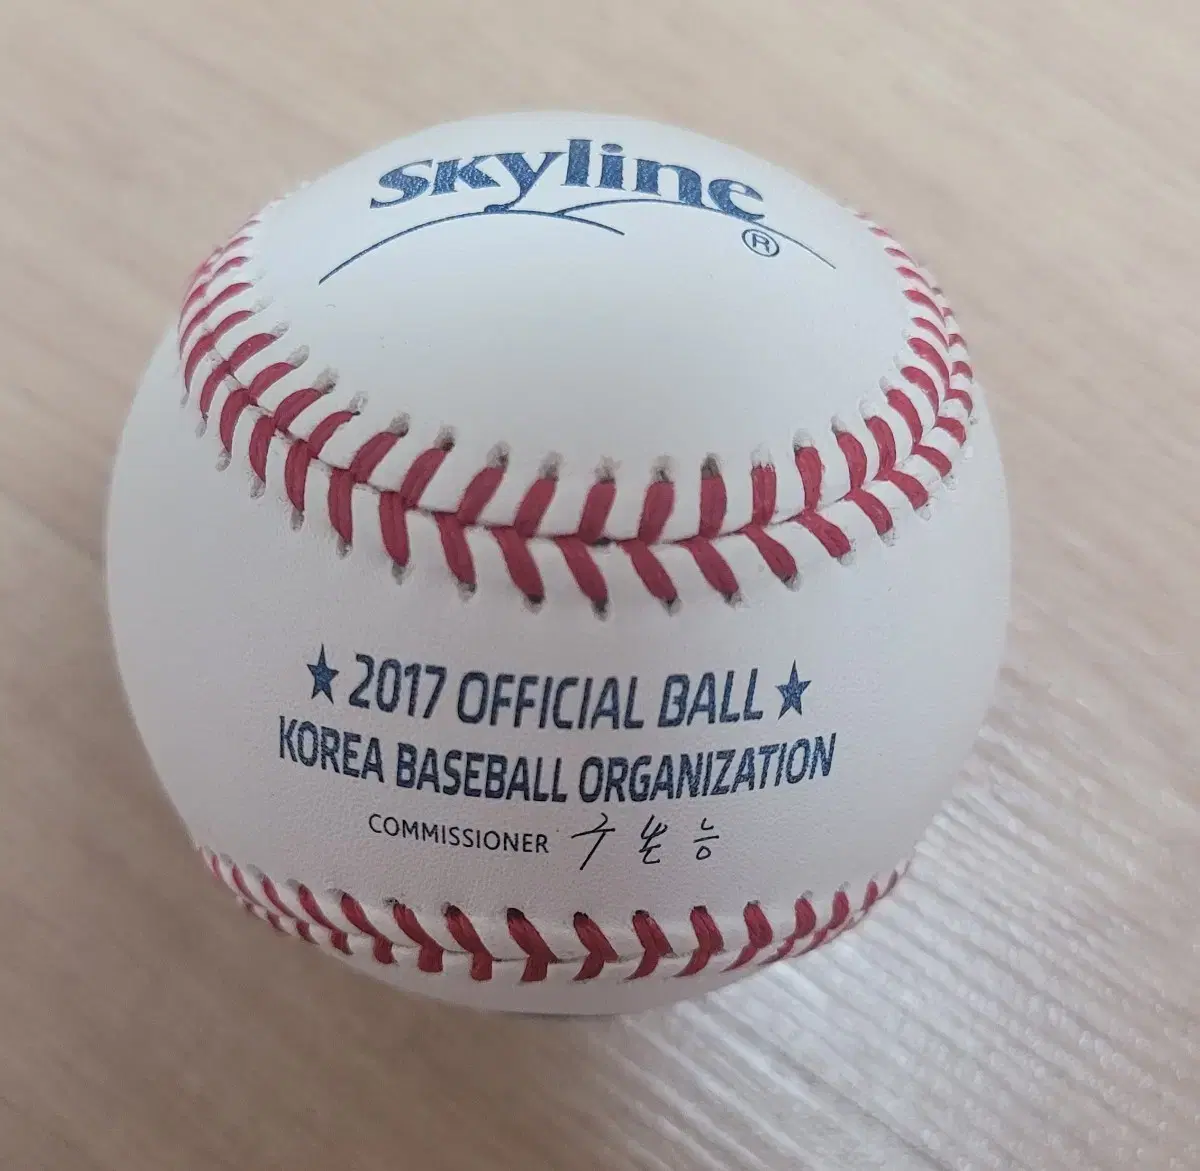 skyline®
★ 2017 OFFICIAL BALL ★
KOREA BASEBALL ORGANIZATION
COMMISSIONER 구본능